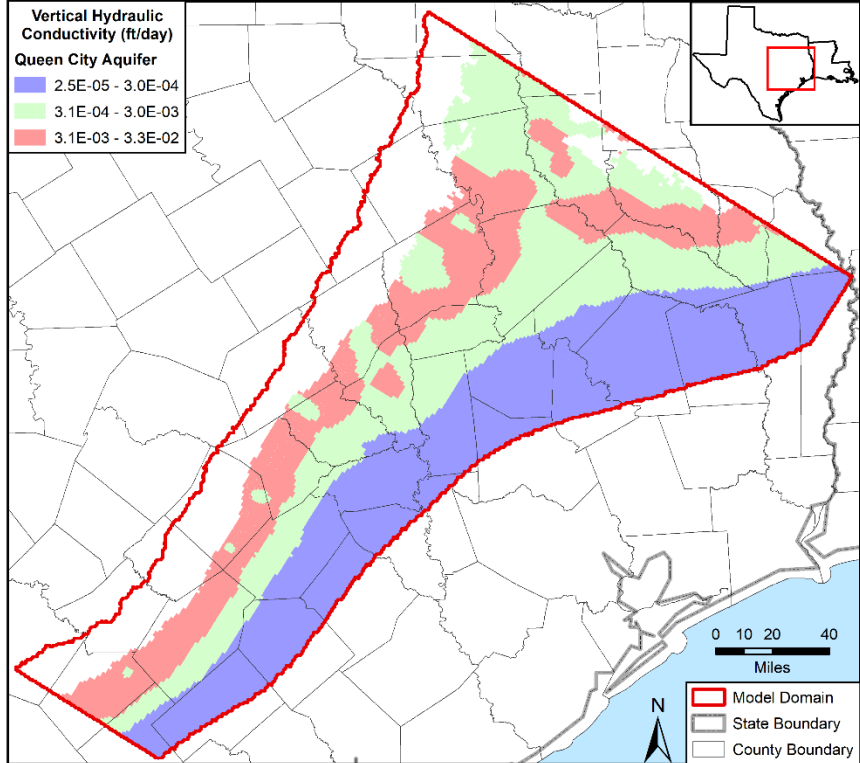 Vertical Hydraulic
Conductivity (ft/day)
Queen City Aquifer
2.5E-05 - 3.0E-04
3.1E-04 - 3.0E-03
3.1E-03 - 3.3E-02
0 10 20 40
Miles
N
Model Domain
State Boundary
County Boundary